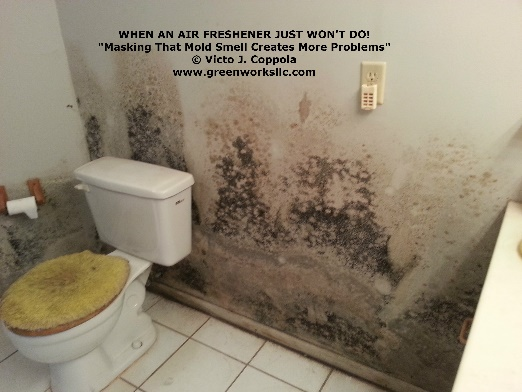 WHEN AN AIR FRESHENER JUST WON'T DO!
"Masking That Mold Smell Creates More Problems"
© Victo J. Coppola
www.greenworksllc.com